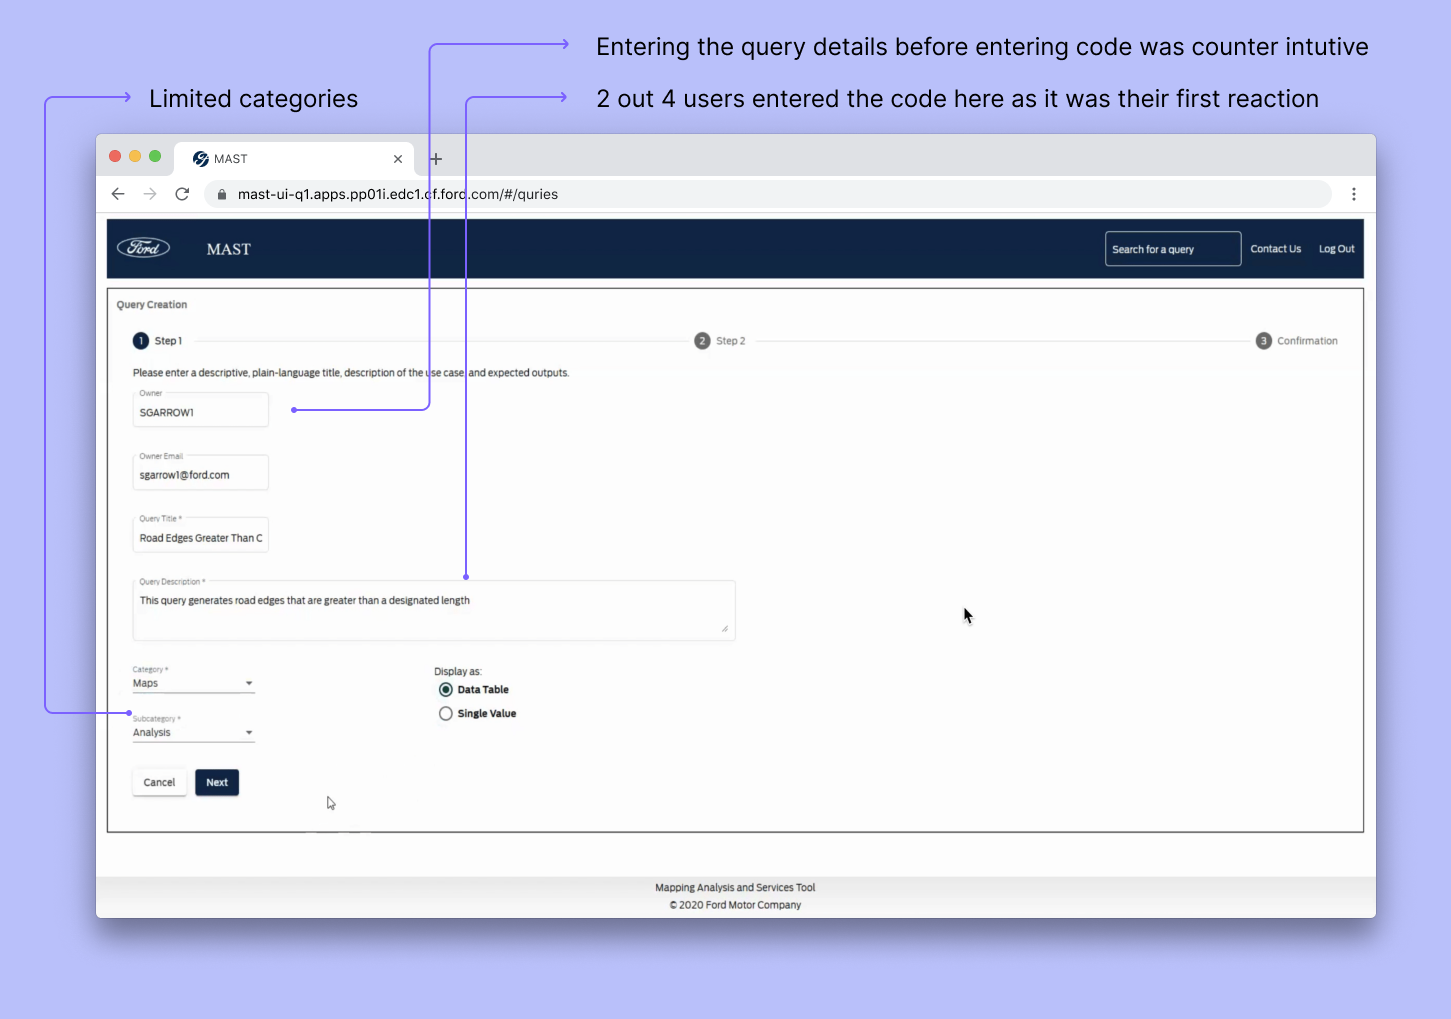 Entering the query details before entering code was counter intutive
Limited categories
2 out 4 users entered the code here as it was their first reaction
MAST
mast-ui-q1.apps.pp01i.edc1.cf.ford.com/#/quries
Ford
MAST
Search for a query
Contact Us
Log Out
Query Creation
1 Step 1
2 Step 2
3 Confirmation
Please enter a descriptive, plain-language title, description of the use case, and expected outputs.
Owner
SGARROW1
Owner Email
sgarrow1@ford.com
Query Title *
Road Edges Greater Than C
Query Description *
This query generates road edges that are greater than a designated length
Category *
Maps
Display as:
Data Table
Single Value
Subcategory *
Analysis
Cancel
Next
Mapping Analysis and Services Tool
© 2020 Ford Motor Company